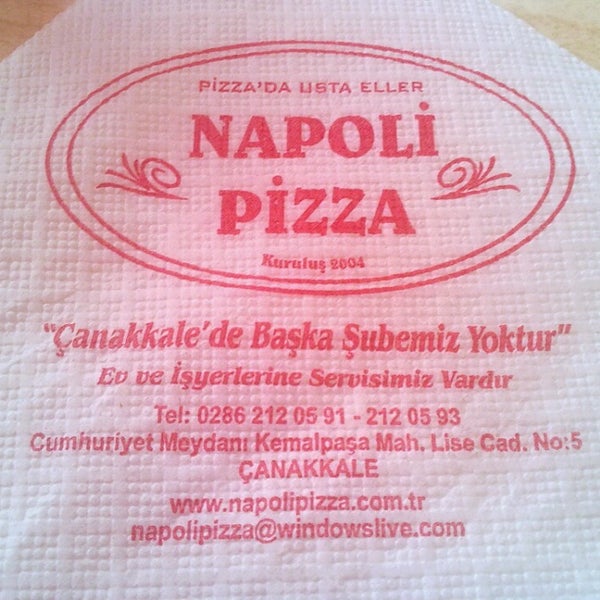 PİZZA'DA USTA ELLER
NAPOLİ
PİZZA
Kuruluş 2004
"Çanakkale'de Başka Şubemiz Yoktur"
Ev ve İşyerlerine Servisimiz Vardır
Tel: 0286 212 05 91 - 212 05 93
Cumhuriyet Meydanı Kemalpaşa Mah. Lise Cad. No:5
ÇANAKKALE
www.napolipizza.com.tr
napolipizza@windowslive.com